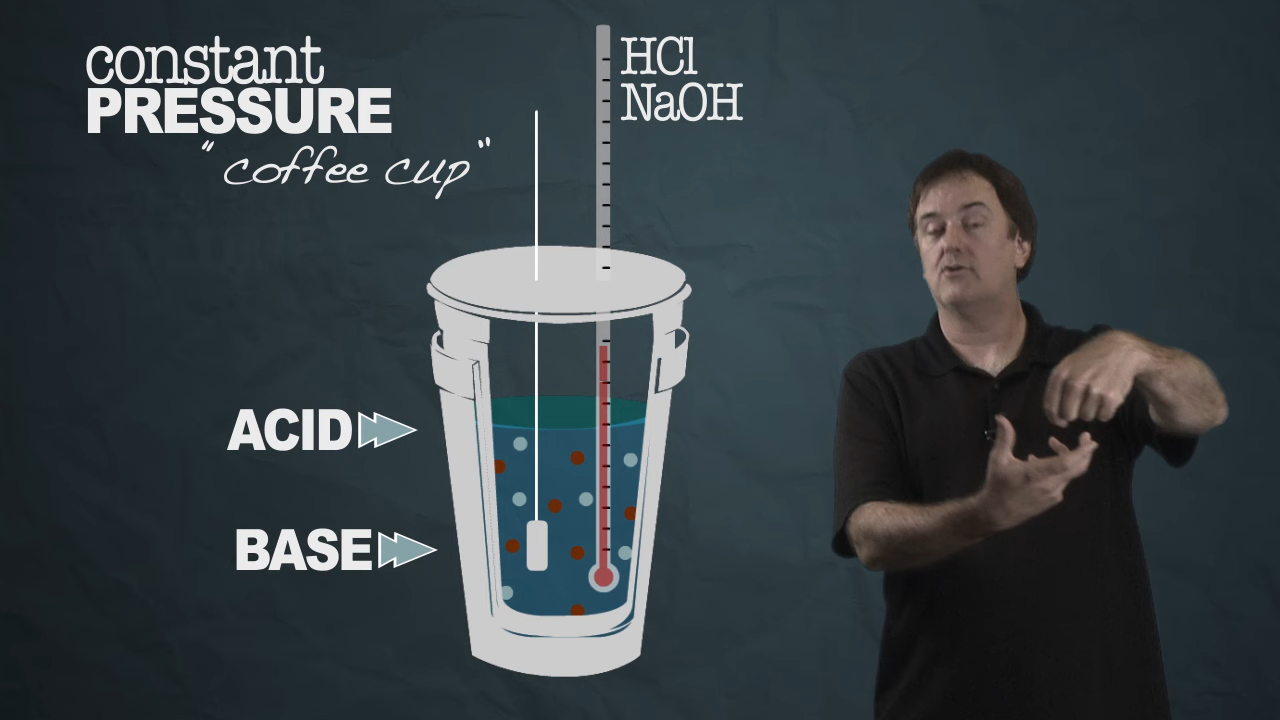 constant
PRESSURE
"coffee cup"
HCl
NaOH
ACID
BASE